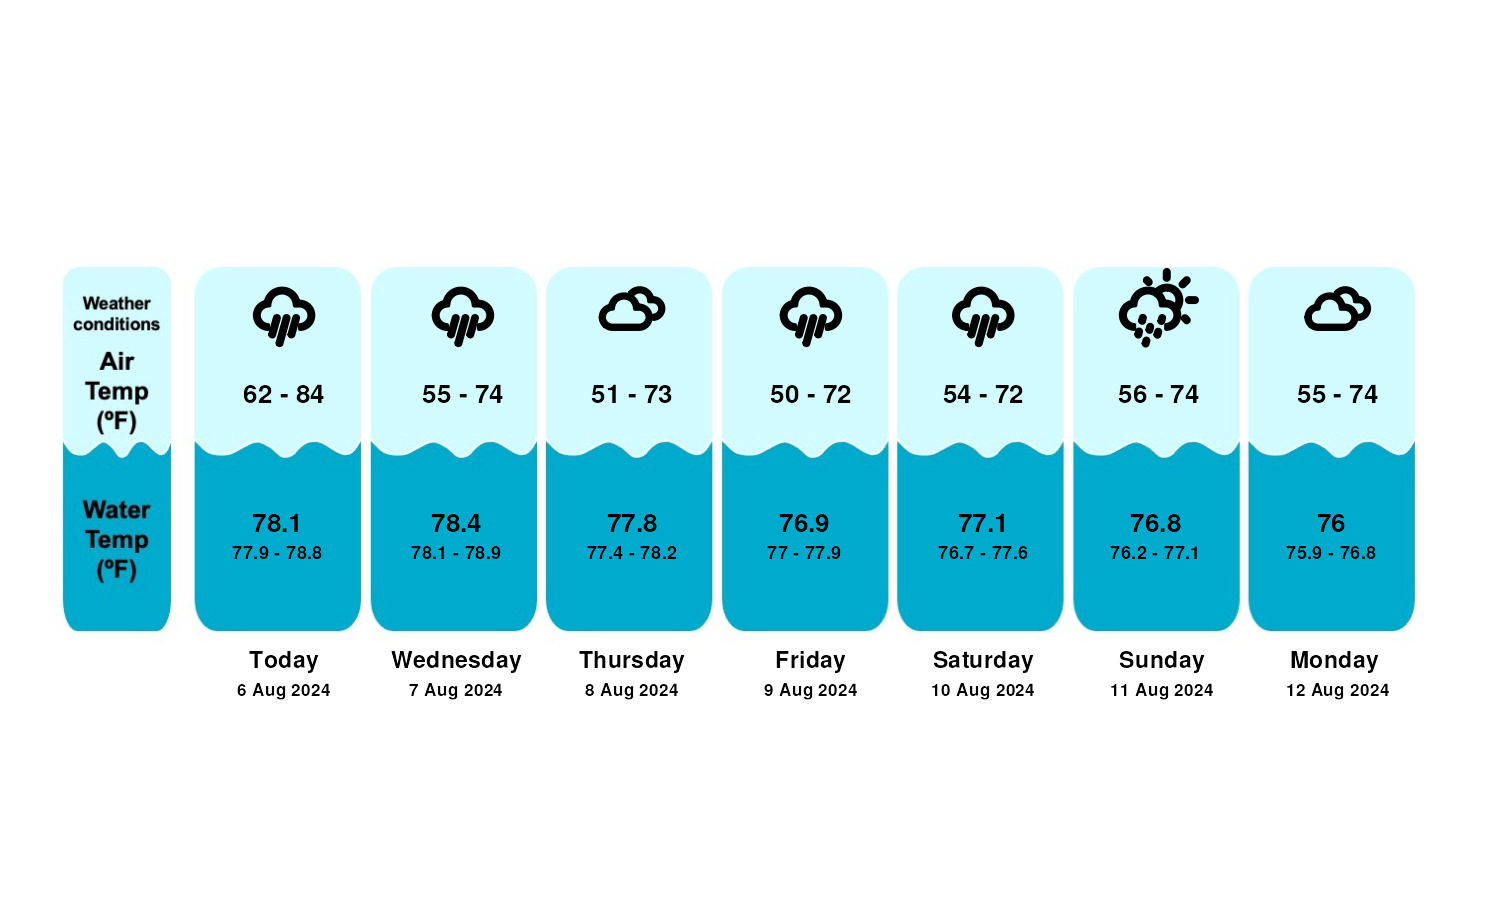 Weather
conditions
Air
Temp
(ºF)
62 - 84
55 - 74
51 - 73
50 - 72
54 - 72
56 - 74
55 - 74
Water
Temp
(ºF)
78.1
78.4
77.8
76.9
77.1
76.8
76
77.9 - 78.8
78.1 - 78.9
77.4 - 78.2
77 - 77.9
76.7 - 77.6
76.2 - 77.1
75.9 - 76.8
Today
Wednesday
Thursday
Friday
Saturday
Sunday
Monday
6 Aug 2024
7 Aug 2024
8 Aug 2024
9 Aug 2024
10 Aug 2024
11 Aug 2024
12 Aug 2024